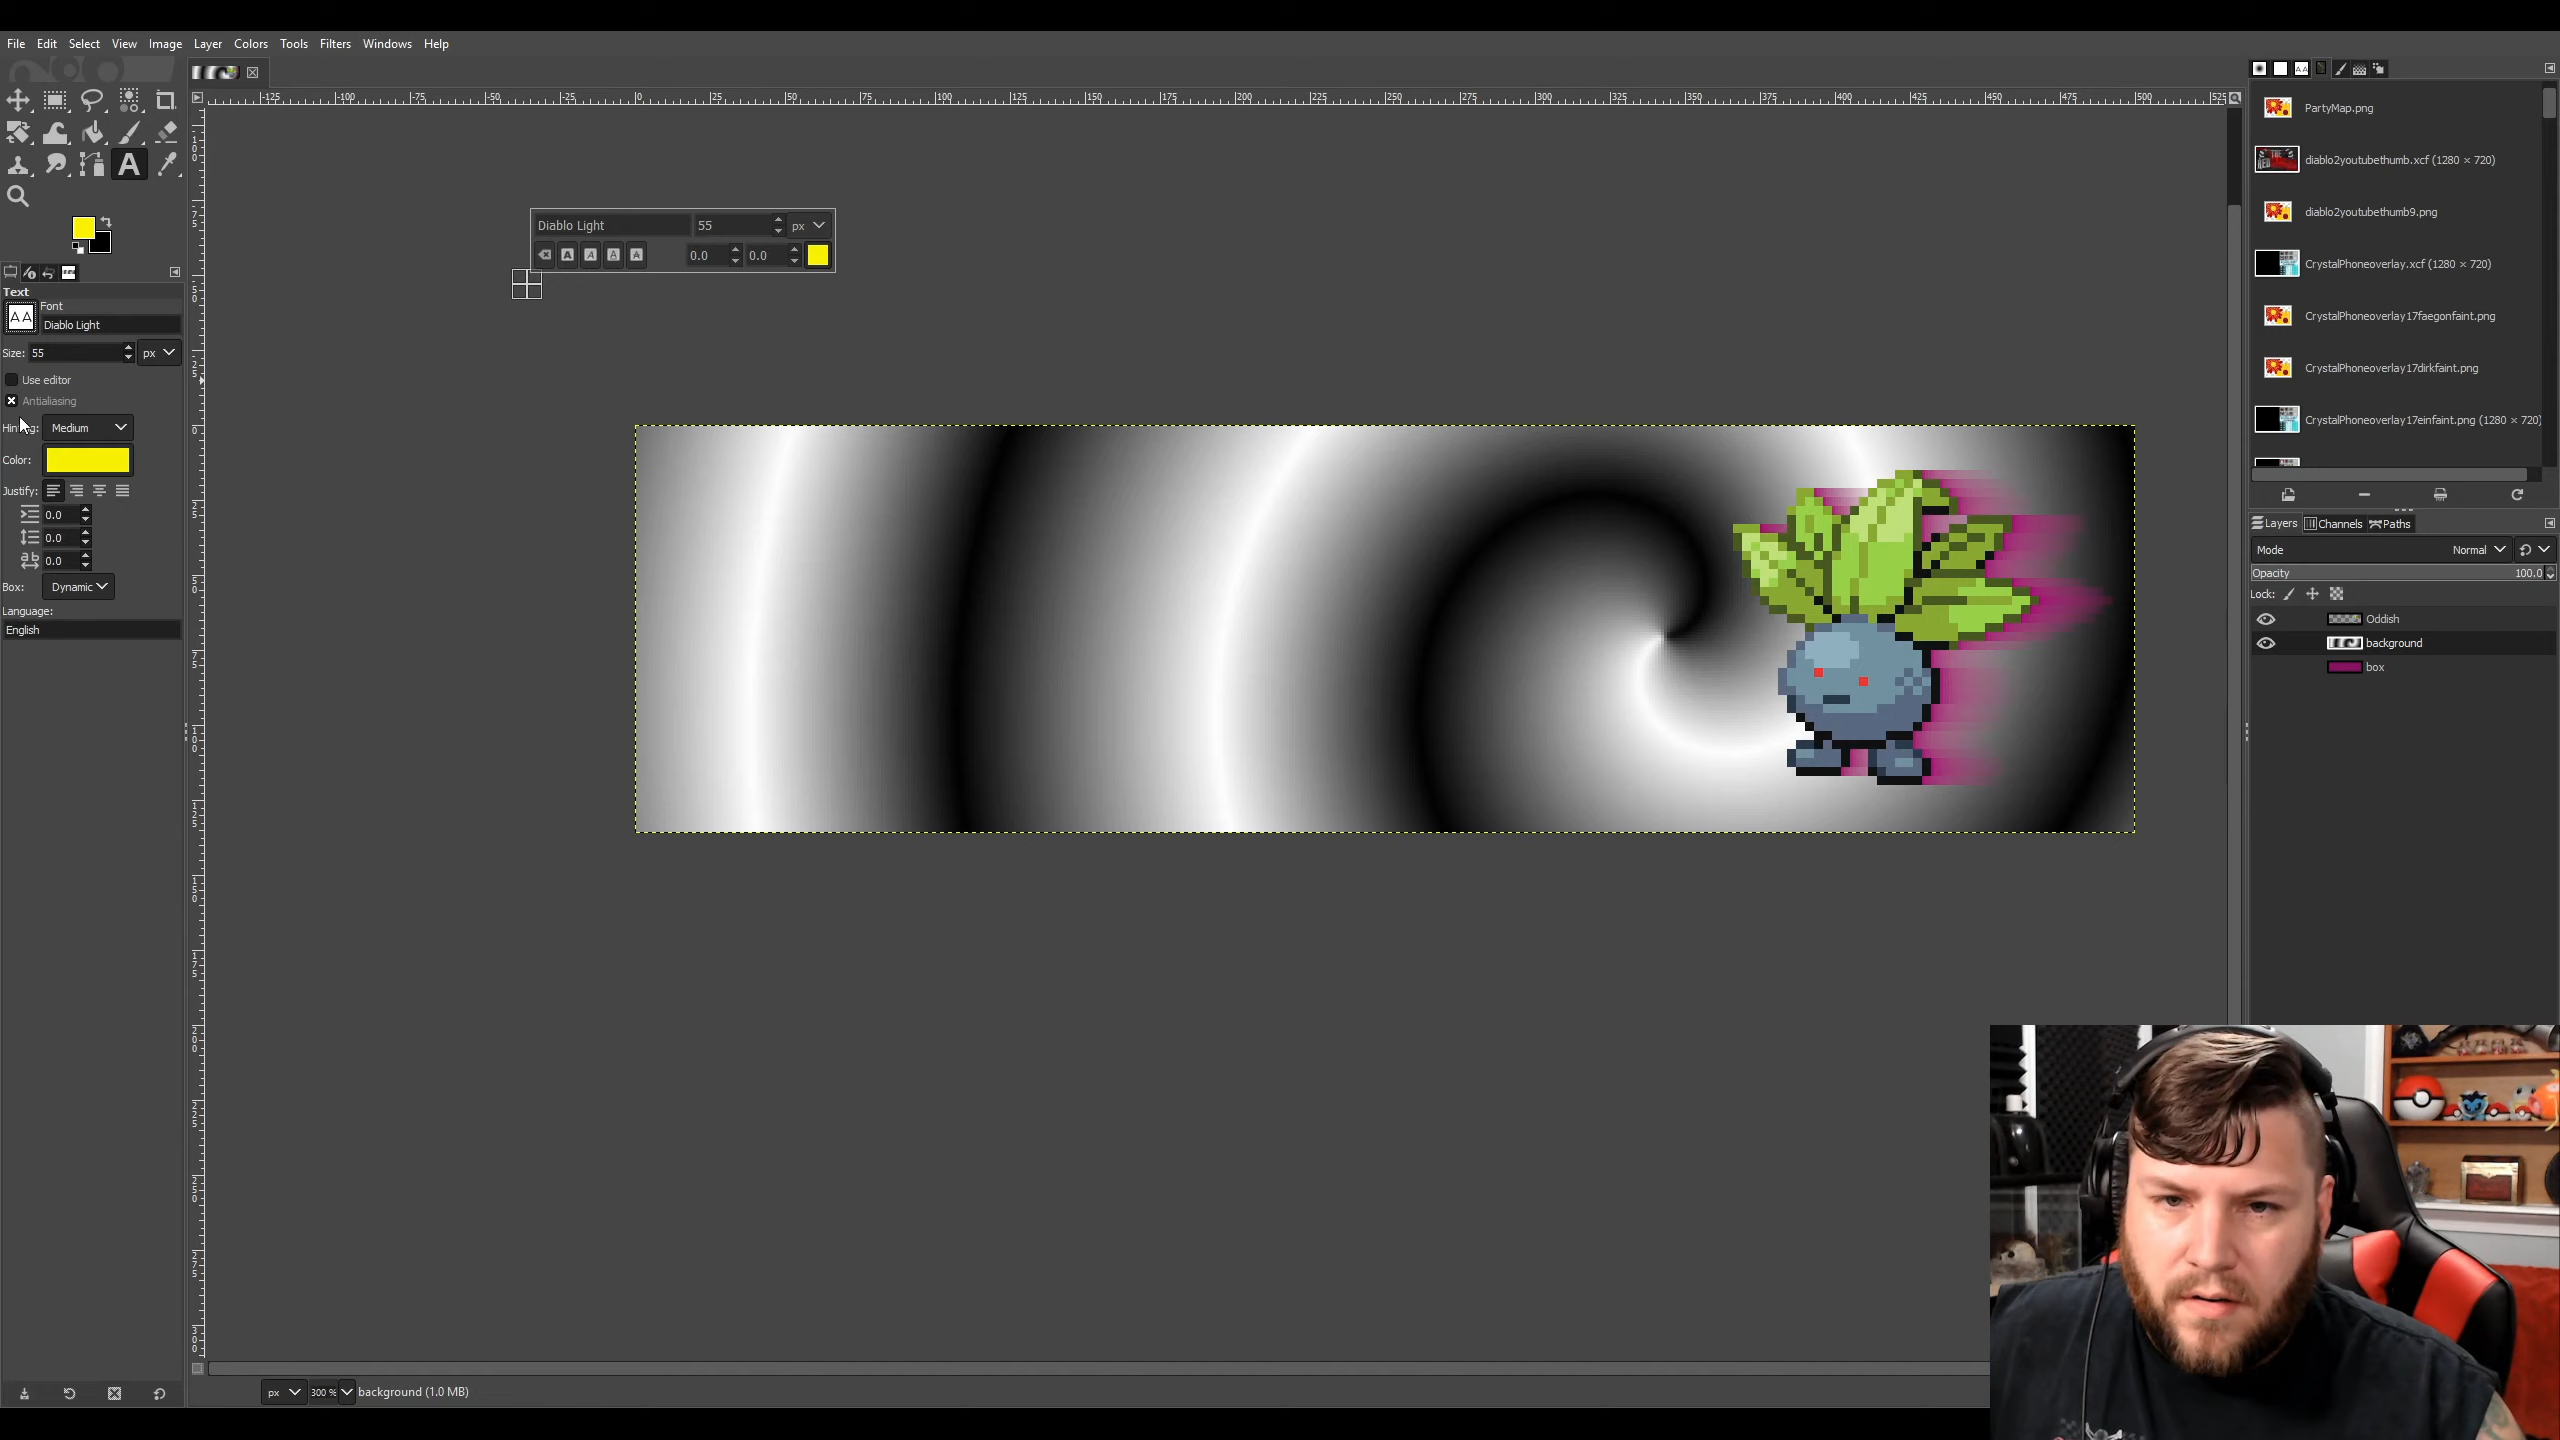 File Edit Select View Image Layer Colors Tools Filters Windows Help
PartyMap.png
diablo2youtubethumb.xcf (1280 × 720)
diablo2youtubethumb9.png
CrystalPhoneoverlay.xcf (1280 × 720)
CrystalPhoneoverlay17faegonfaint.png
CrystalPhoneoverlay17dirkfaint.png
CrystalPhoneoverlay17einfaint.png (1280 × 720)
Diablo Light 55 px
0.0 0.0
Text
Font
Diablo Light
Size: 55 px
Use editor
Antialiasing
Medium
Color:
Justify:
0.0
0.0
0.0
Box: Dynamic
Language:
English
Layers Channels Paths
Mode Normal
Opacity 100.0
Lock:
Oddish
background
box
px 300 % background (1.0 MB)